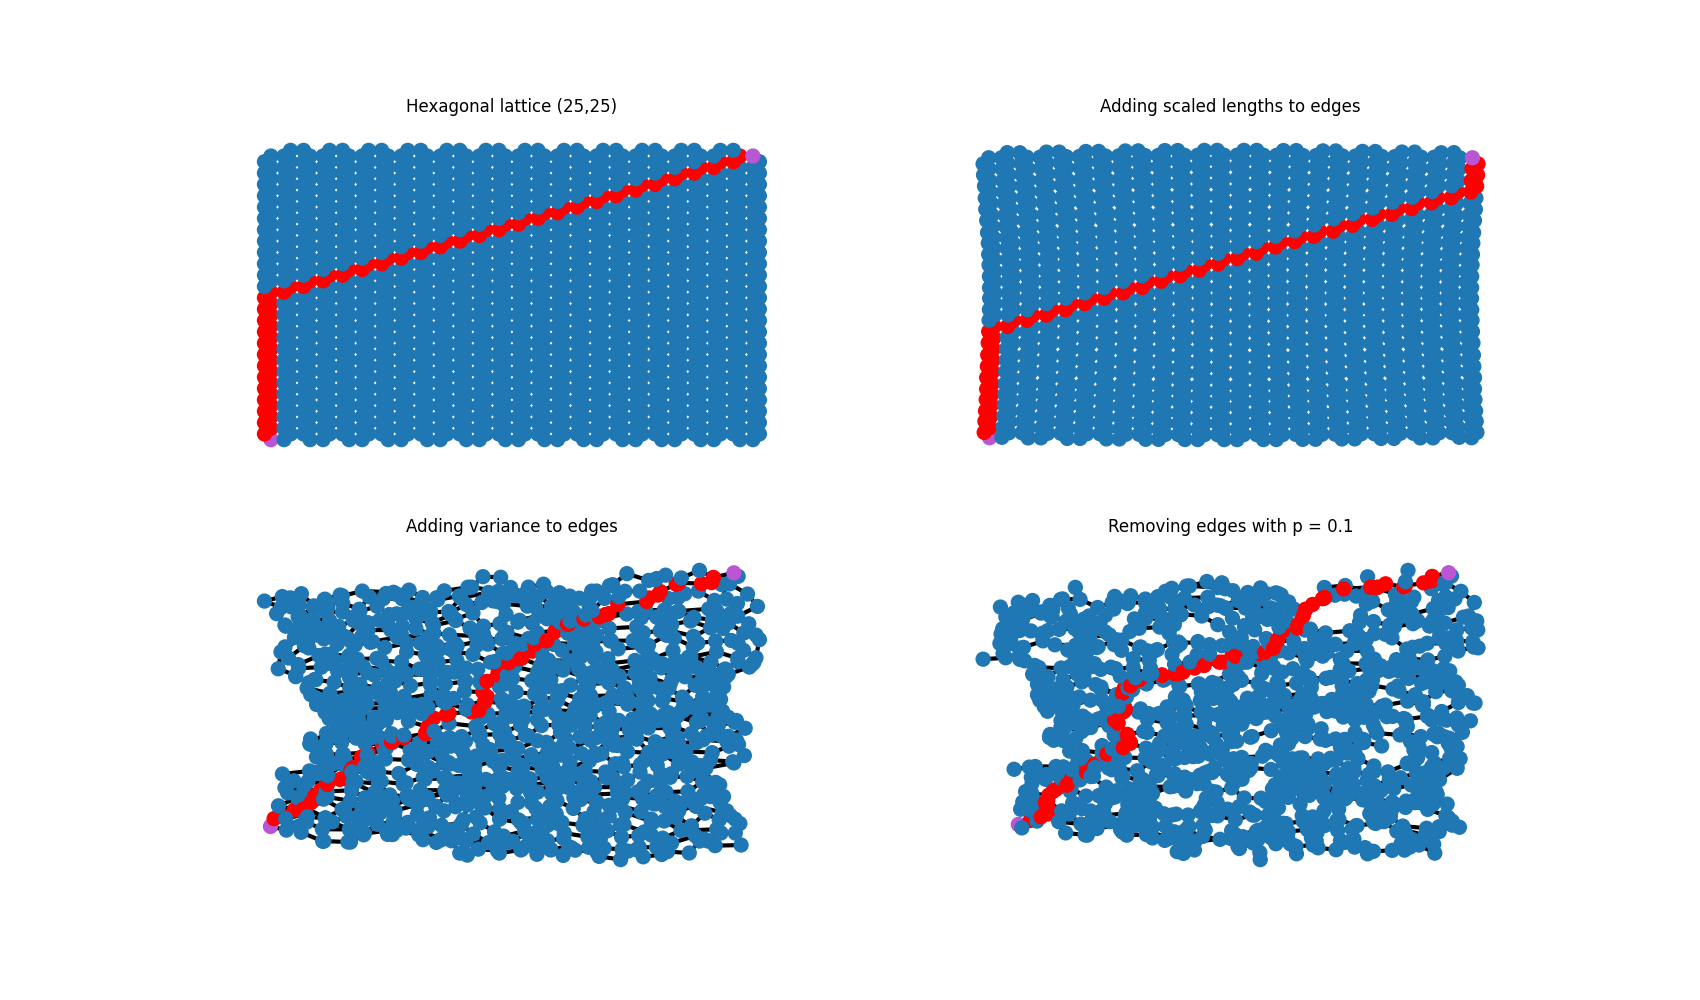 Hexagonal lattice (25,25)
Adding scaled lengths to edges
Adding variance to edges
Removing edges with p = 0.1